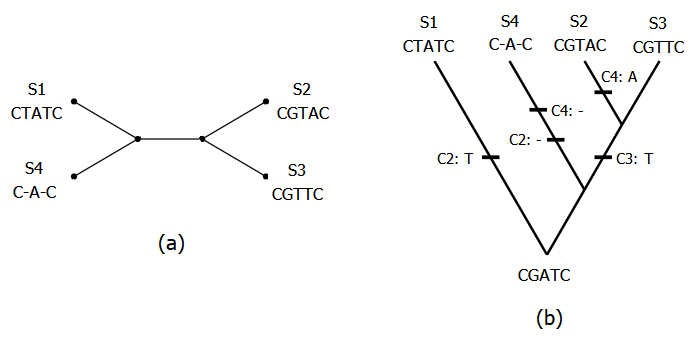 S1
CTATC
S4
C-A-C
S2
CGTAC
S3
CGTTC
(a)
S1
CTATC
S4
C-A-C
S2
CGTAC
S3
CGTTC
C4: A
C4: -
C2: -
C2: T
C3: T
CGATC
(b)